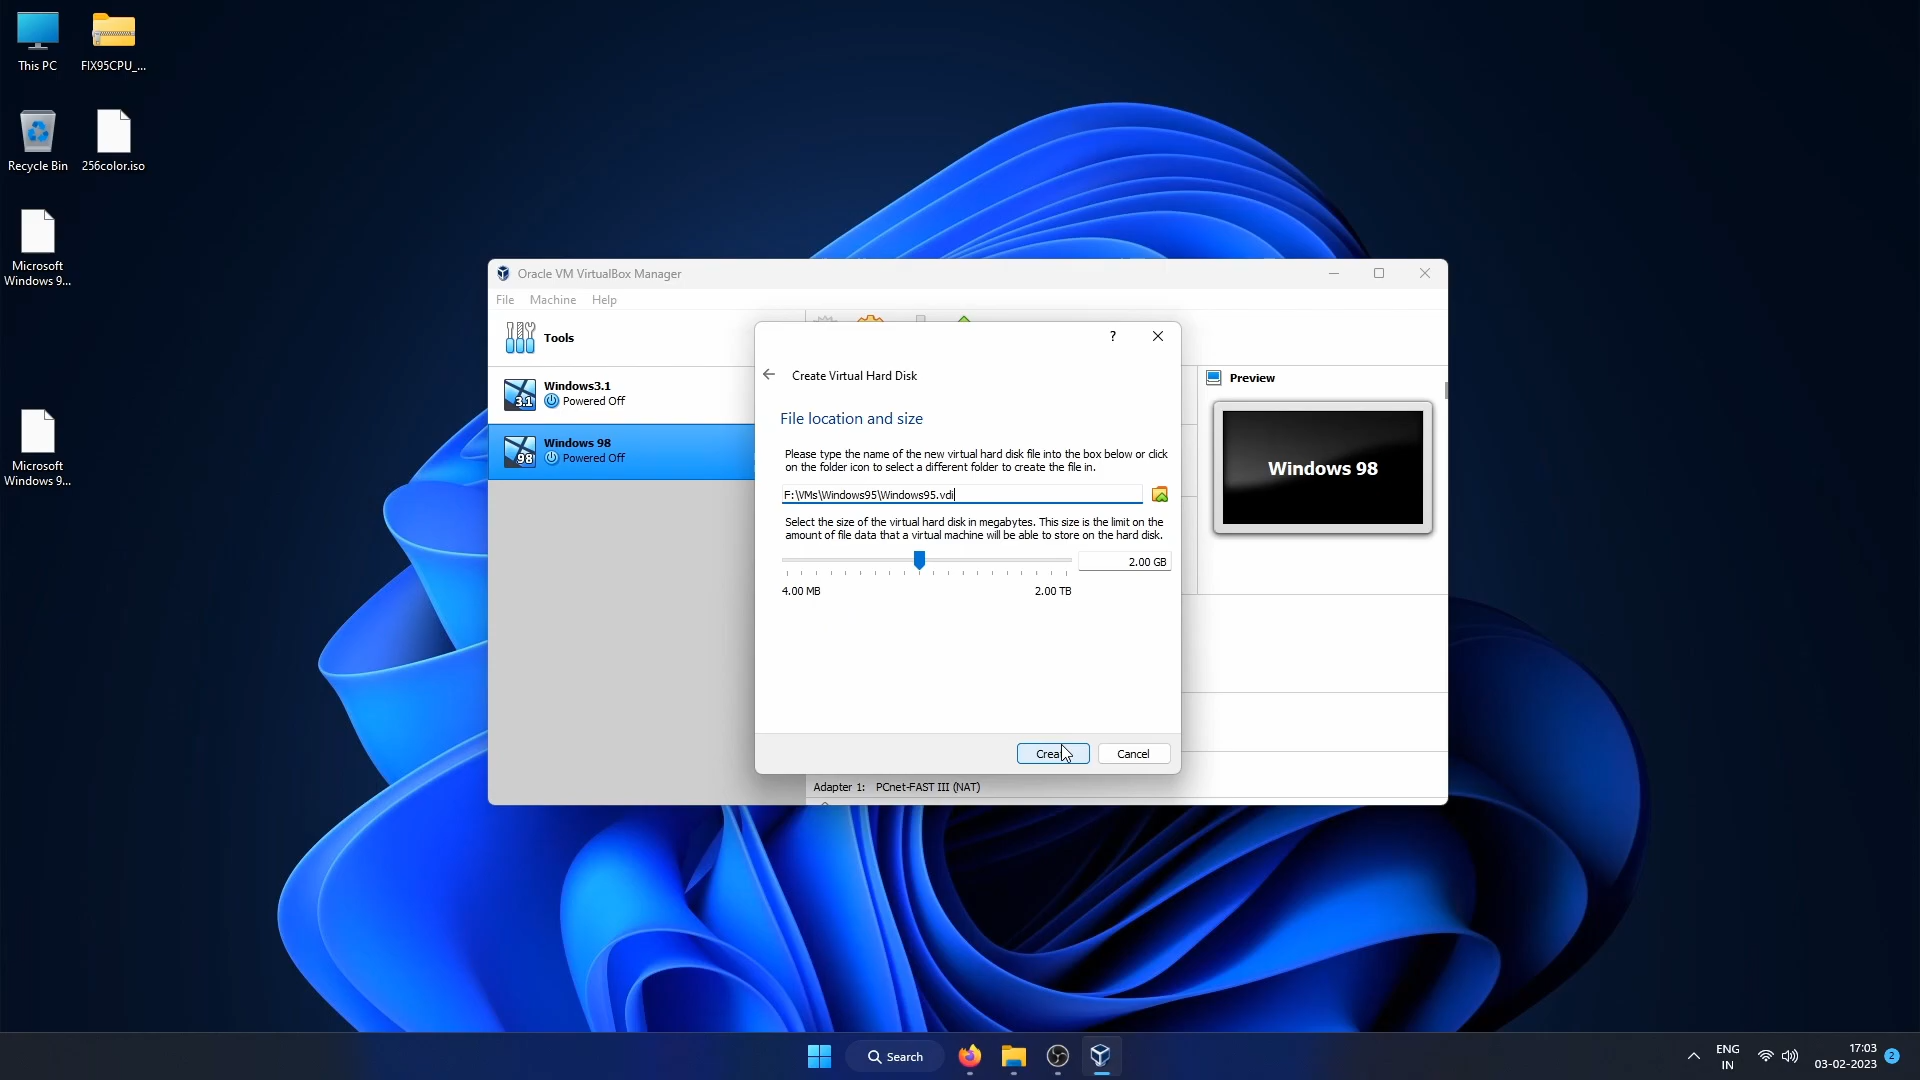 This PC
FIX95CPU_...
Recycle Bin
256color.iso
Microsoft
Windows 9...
Microsoft
Windows 9...
Oracle VM VirtualBox Manager
File Machine Help
Tools
Windows3.1
3.1
Powered Off
Windows 98
98
Powered Off
?
Create Virtual Hard Disk
File location and size
Please type the name of the new virtual hard disk file into the box below or click
on the folder icon to select a different folder to create the file in.
F:\VMs\Windows95\Windows95.vdi
Select the size of the virtual hard disk in megabytes. This size is the limit on the
amount of file data that a virtual machine will be able to store on the hard disk.
2.00 GB
4.00 MB
2.00 TB
Cancel
Preview
Windows 98
Adapter 1: PCnet-FAST III (NAT)
Search
ENG
IN
17:03
03-02-2023
2